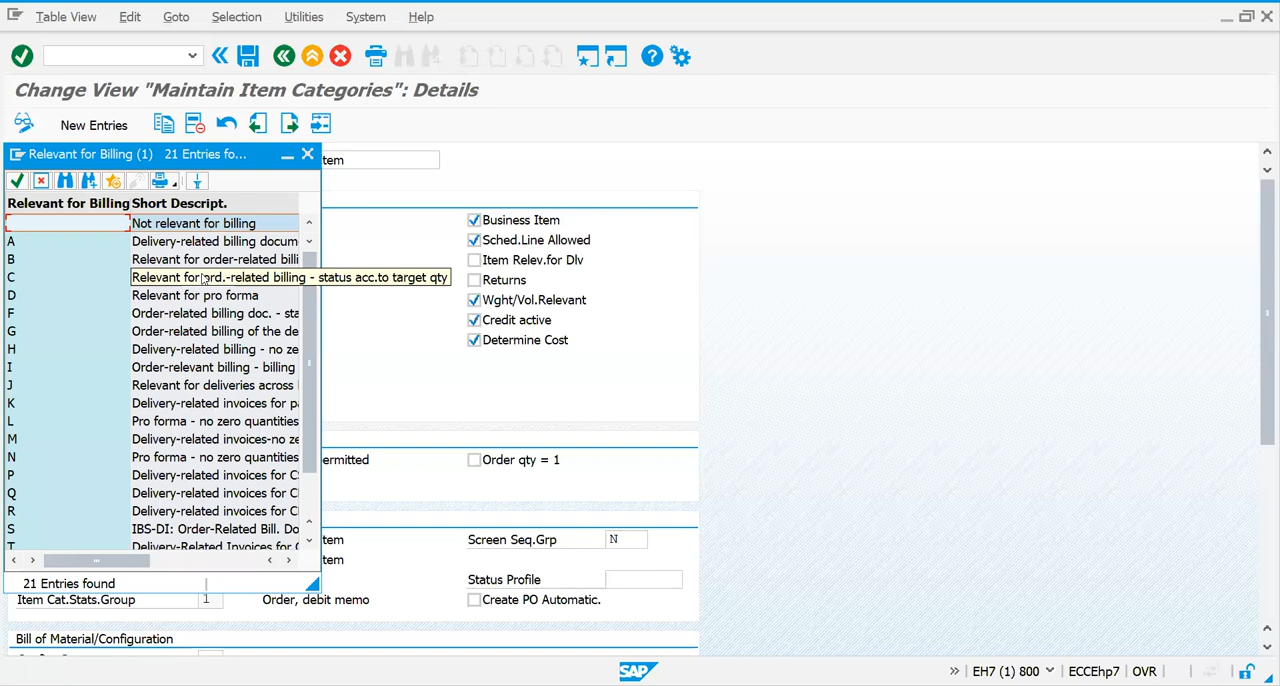 Table View Edit Goto Selection Utilities System Help
Change View "Maintain Item Categories": Details
New Entries
Relevant for Billing (1) 21 Entries fo...
Relevant for Billing Short Descript.
Not relevant for billing
A Delivery-related billing docum
B Relevant for order-related billi
C Relevant for ord.-related billing - status acc.to target qty
D Relevant for pro forma
F Order-related billing doc. - sta
G Order-related billing of the de
H Delivery-related billing - no ze
I Order-relevant billing - billing
J Relevant for deliveries across
K Delivery-related invoices for pa
L Pro forma - no zero quantities
M Delivery-related invoices-no ze
N Pro forma - no zero quantities
P Delivery-related invoices for C
Q Delivery-related invoices for C
R Delivery-related invoices for C
S IBS-DI: Order-Related Bill. Do
T Delivery-Related Invoices for
21 Entries found
tem
Business Item
Sched.Line Allowed
Item Relev.for Dlv
Returns
Wght/Vol.Relevant
Credit active
Determine Cost
ermitted Order qty = 1
tem Screen Seq.Grp N
tem
Status Profile
Item Cat.Stats.Group 1 Order, debit memo Create PO Automatic.
Bill of Material/Configuration
SAP EH7 (1) 800 ECCEhp7 OVR